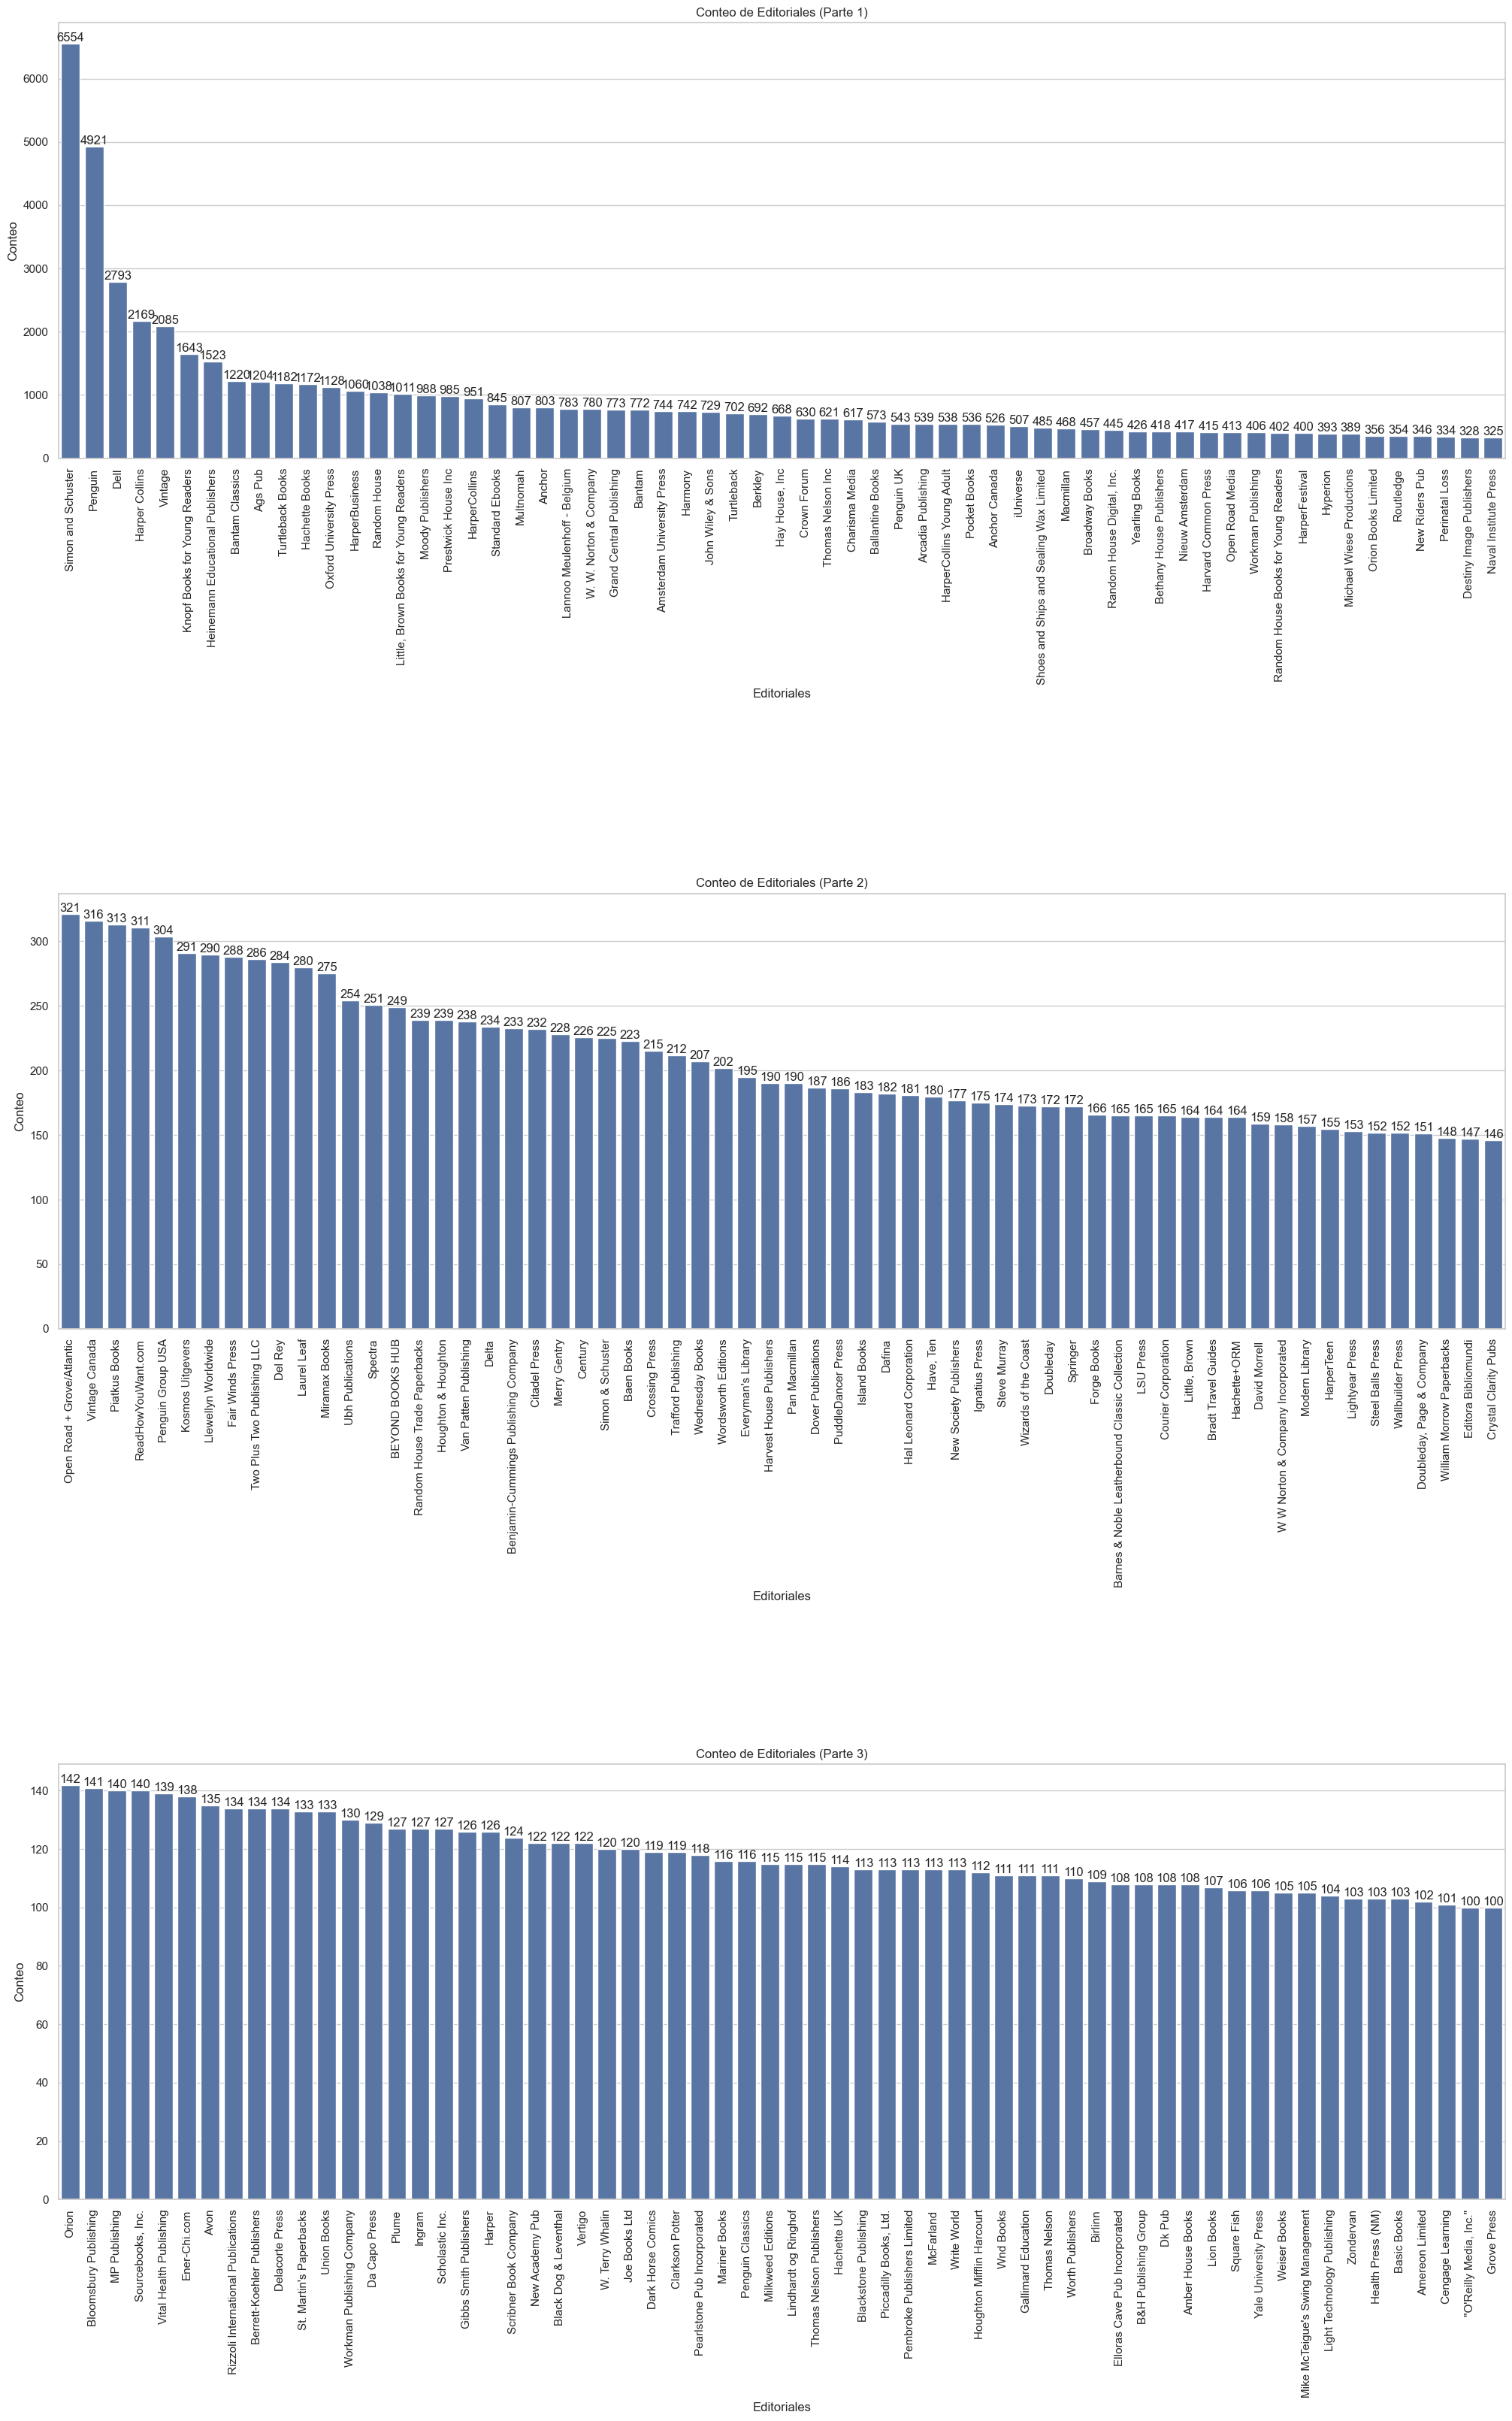 Conteo de Editoriales (Parte 1)
6554
4921
2793
2169
2085
1643
1523
1220
1204
1182
1172
1128
1060
1038
1011
988
985
951
845
807
803
783
780
773
772
744
742
729
702
692
668
630
621
617
573
543
539
538
536
526
507
485
468
457
445
426
418
417
415
413
406
402
400
393
389
356
354
346
334
328
325
6000
5000
4000
3000
2000
1000
0
Conteo
Simon and Schuster
Penguin
Dell
Harper Collins
Vintage
Knopf Books for Young Readers
Heinemann Educational Publishers
Bantam Classics
Ags Pub
Turtleback Books
Hachette Books
Oxford University Press
HarperBusiness
Random House
Little, Brown Books for Young Readers
Moody Publishers
Prestwick House Inc
HarperCollins
Standard Ebooks
Multnomah
Anchor
Lannoo Meulenhoff - Belgium
W. W. Norton & Company
Grand Central Publishing
Bantam
Amsterdam University Press
Harmony
John Wiley & Sons
Turtleback
Berkley
Hay House, Inc
Crown Forum
Thomas Nelson Inc
Charisma Media
Ballantine Books
Penguin UK
Arcadia Publishing
HarperCollins Young Adult
Pocket Books
Anchor Canada
iUniverse
Shoes and Ships and Sealing Wax Limited
Macmillan
Broadway Books
Random House Digital, Inc.
Yearling Books
Bethany House Publishers
Nieuw Amsterdam
Harvard Common Press
Open Road Media
Workman Publishing
Random House Books for Young Readers
HarperFestival
Hyperion
Michael Wiese Productions
Orion Books Limited
Routledge
New Riders Pub
Perinatal Loss
Destiny Image Publishers
Naval Institute Press
Editoriales
Conteo de Editoriales (Parte 2)
321
316
313
311
304
291
290
288
286
284
280
275
254
251
249
239
239
238
234
233
232
228
226
225
223
215
212
207
202
195
190
190
187
186
183
182
181
180
177
175
174
173
172
172
166
165
165
165
164
164
164
159
158
157
155
153
152
152
151
148
147
146
300
250
200
150
100
50
0
Conteo
Open Road + Grove/Atlantic
Vintage Canada
Piatkus Books
ReadHowYouWant.com
Penguin Group USA
Kosmos Uitgevers
Llewellyn Worldwide
Fair Winds Press
Two Plus Two Publishing LLC
Del Rey
Laurel Leaf
Miramax Books
Ubh Publications
Spectra
BEYOND BOOKS HUB
Random House Trade Paperbacks
Houghton & Houghton
Van Patten Publishing
Delta
Benjamin-Cummings Publishing Company
Citadel Press
Merry Gentry
Century
Simon & Schuster
Baen Books
Crossing Press
Trafford Publishing
Wednesday Books
Wordsworth Editions
Everyman's Library
Harvest House Publishers
Pan Macmillan
Dover Publications
PuddleDancer Press
Island Books
Dafina
Hal Leonard Corporation
Have, Ten
New Society Publishers
Ignatius Press
Steve Murray
Wizards of the Coast
Doubleday
Springer
Forge Books
Barnes & Noble Leatherbound Classic Collection
LSU Press
Courier Corporation
Little, Brown
Bradt Travel Guides
Hachette+ORM
David Morrell
W W Norton & Company Incorporated
Modern Library
HarperTeen
Lightyear Press
Steel Balls Press
Wallbuilder Press
Doubleday, Page & Company
William Morrow Paperbacks
Editora Bibliomundi
Crystal Clarity Pubs
Editoriales
Conteo de Editoriales (Parte 3)
142
141
140
140
139
138
135
134
134
134
133
133
130
129
127
127
127
126
126
124
122
122
122
120
120
119
119
118
116
116
115
115
115
114
113
113
113
113
113
112
111
111
111
110
109
108
108
108
108
107
106
106
105
105
104
103
103
103
102
101
100
100
140
120
100
80
60
40
20
0
Conteo
Orion
Bloomsbury Publishing
MP Publishing
Sourcebooks, Inc.
Vital Health Publishing
Ener-Chi.com
Avon
Rizzoli International Publications
Berrett-Koehler Publishers
Delacorte Press
St. Martin's Paperbacks
Union Books
Workman Publishing Company
Da Capo Press
Plume
Ingram
Scholastic Inc.
Gibbs Smith Publishers
Harper
Scribner Book Company
New Academy Pub
Black Dog & Leventhal
Vertigo
W. Terry Whalin
Joe Books Ltd
Dark Horse Comics
Clarkson Potter
Pearlstone Pub Incorporated
Mariner Books
Penguin Classics
Milkweed Editions
Lindhardt og Ringhof
Thomas Nelson Publishers
Hachette UK
Blackstone Publishing
Piccadilly Books, Ltd.
Pembroke Publishers Limited
McFarland
Write World
Houghton Mifflin Harcourt
Wnd Books
Gallimard Education
Thomas Nelson
Worth Publishers
Birlinn
Elloras Cave Pub Incorporated
B&H Publishing Group
Dk Pub
Amber House Books
Lion Books
Square Fish
Yale University Press
Weiser Books
Mike McTeigue's Swing Management
Light Technology Publishing
Zondervan
Health Press (NM)
Basic Books
Amereon Limited
Cengage Learning
"O'Reilly Media, Inc."
Grove Press
Editoriales